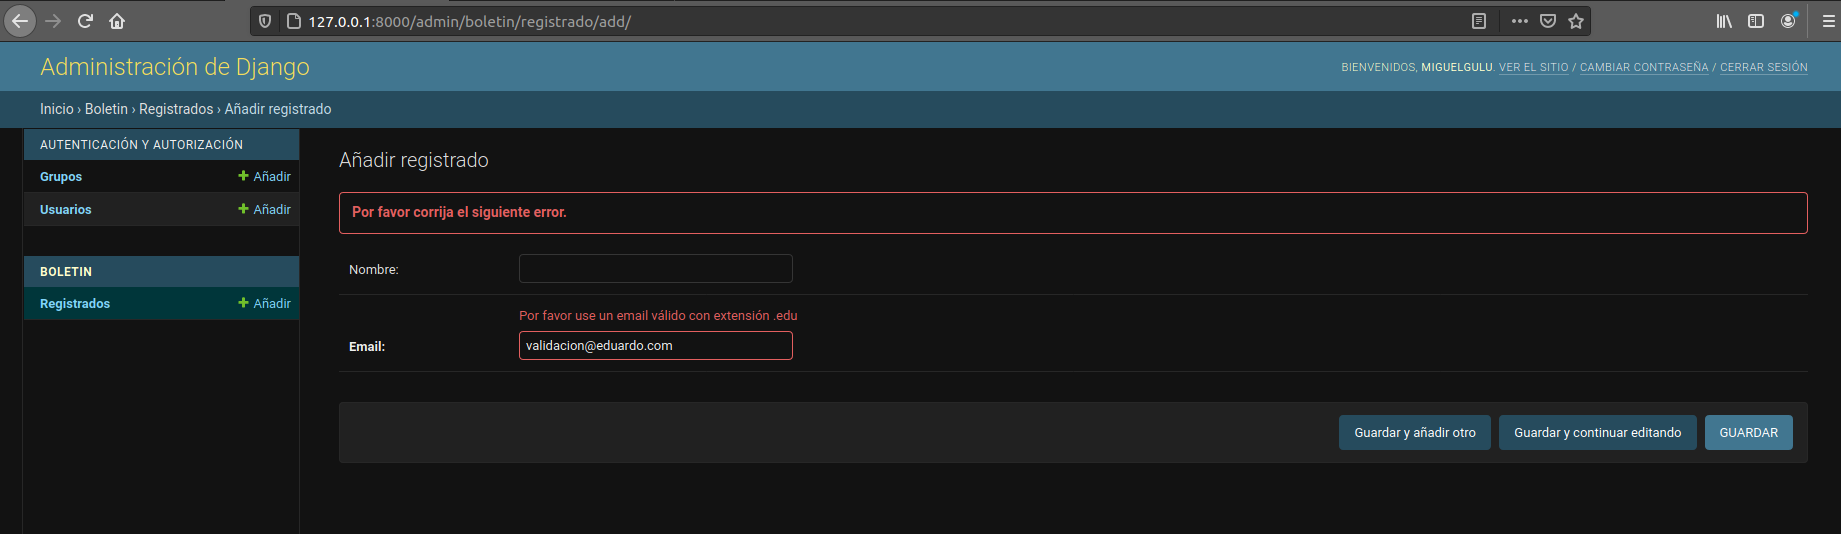 127.0.0.1:8000/admin/boletin/registrado/add/
Administración de Django
BIENVENIDOS, MIGUELGULU. VER EL SITIO / CAMBIAR CONTRASEÑA / CERRAR SESIÓN
Inicio › Boletin › Registrados › Añadir registrado
AUTENTICACIÓN Y AUTORIZACIÓN
Grupos + Añadir
Usuarios + Añadir
BOLETIN
Registrados + Añadir
Añadir registrado
Por favor corrija el siguiente error.
Nombre:
Por favor use un email válido con extensión .edu
Email: validacion@eduardo.com
Guardar y añadir otro Guardar y continuar editando GUARDAR